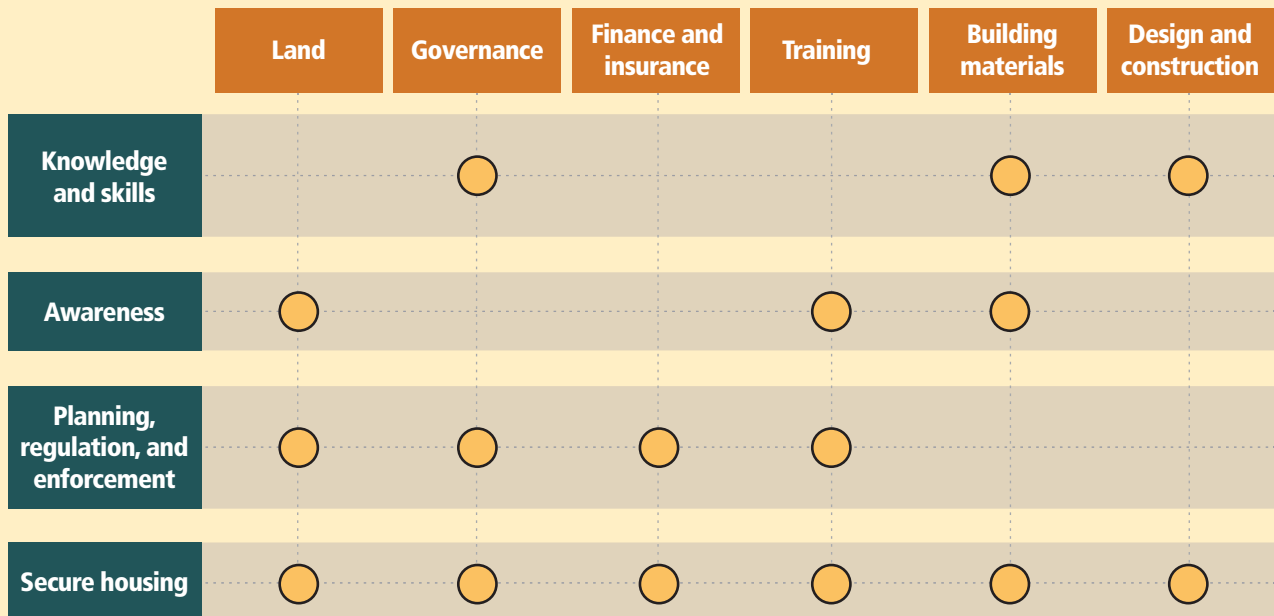 Land
Governance
Finance and
insurance
Training
Building
materials
Design and
construction
Knowledge
and skills
Awareness
Planning,
regulation, and
enforcement
Secure housing